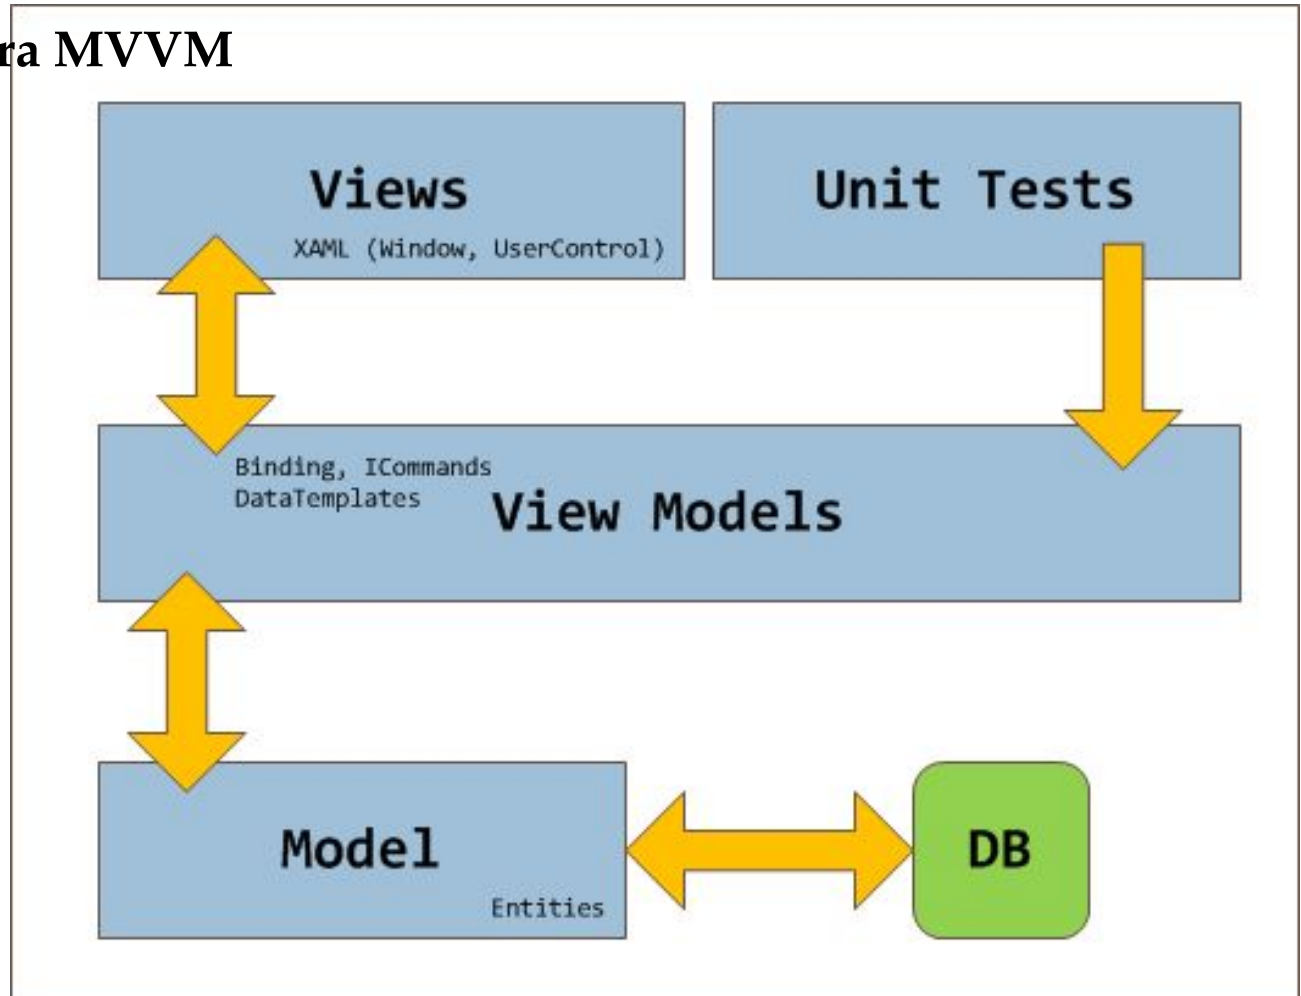 ra MVVM
Views
XAML (Window, UserControl)
Unit Tests
Binding, ICommands
DataTemplates
View Models
Model
Entities
DB